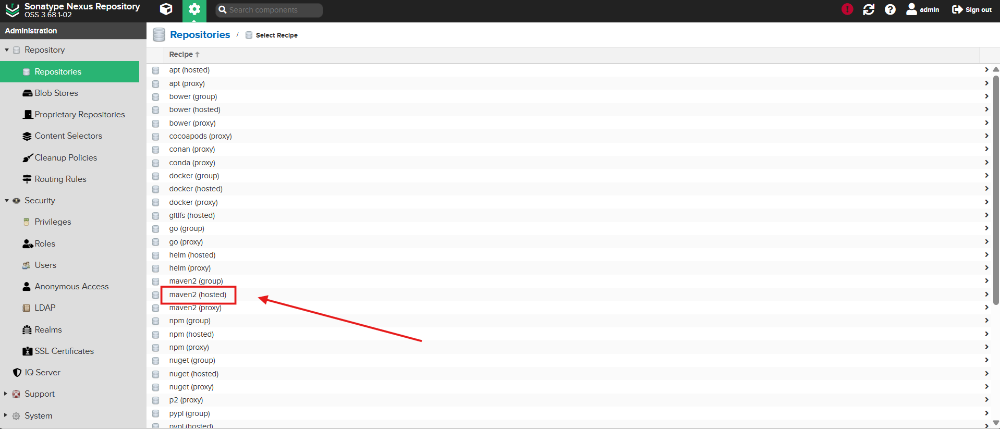 Sonatype Nexus Repository
OSS 3.68.1-02
Search components
admin
Sign out
Administration
Repository
Repositories
Blob Stores
Proprietary Repositories
Content Selectors
Cleanup Policies
Routing Rules
Security
Privileges
Roles
Users
Anonymous Access
LDAP
Realms
SSL Certificates
IQ Server
Support
System
Repositories / Select Recipe
Recipe
apt (hosted)
apt (proxy)
bower (group)
bower (hosted)
bower (proxy)
cocoapods (proxy)
conan (proxy)
conda (proxy)
docker (group)
docker (hosted)
docker (proxy)
gitlfs (hosted)
go (group)
go (proxy)
helm (hosted)
helm (proxy)
maven2 (group)
maven2 (hosted)
maven2 (proxy)
npm (group)
npm (hosted)
npm (proxy)
nuget (group)
nuget (hosted)
nuget (proxy)
p2 (proxy)
pypi (group)
pypi (hosted)